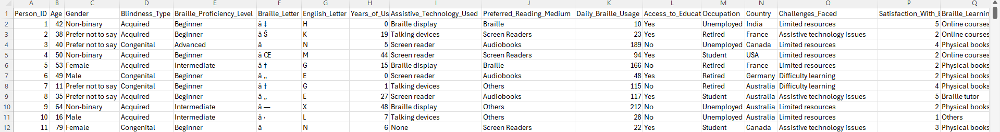 A B C D E F G H I J K L M N O P Q
1 Person_ID Age Gender Blindness_Type Braille_Proficiency_Level Braille_Letter English_Letter Years_of_Us Assistive_Technology_Used Preferred_Reading_Medium Daily_Braille_Usage Access_to_Educat Occupation Country Challenges_Faced Satisfaction_With_E Braille_Learnin
2 1 42 Non-binary Acquired Beginner â ‡ H 0 Braille display Braille 10 Yes Unemployed India Limited resources 5 Online courses
3 2 38 Prefer not to say Acquired Beginner â Š K 19 Talking devices Screen Readers 23 Yes Retired France Assistive technology issues 2 Online courses
4 3 40 Prefer not to say Congenital Advanced â N 5 Screen reader Audiobooks 189 No Unemployed Canada Limited resources 4 Physical books
5 4 50 Non-binary Acquired Beginner â Œ M 44 Screen reader Screen Readers 94 Yes Student USA Limited resources 2 Online courses
6 5 53 Female Acquired Intermediate â † G 15 Braille display Braille 166 No Retired France Limited resources 2 Physical books
7 6 49 Male Congenital Beginner â „ E 0 Screen reader Audiobooks 48 Yes Retired Germany Difficulty learning 2 Physical books
8 7 11 Prefer not to say Congenital Beginner â † G 1 Talking devices Others 115 No Retired Australia Difficulty learning 4 Physical books
9 8 35 Prefer not to say Acquired Beginner â „ E 27 Screen reader Audiobooks 117 Yes Student Australia Assistive technology issues 5 Braille tutor
10 9 64 Non-binary Acquired Intermediate â — X 48 Braille display Others 212 No Unemployed Australia Limited resources 2 Physical books
11 10 16 Male Acquired Intermediate â ‹ L 7 Talking devices Others 28 No Unemployed Australia Limited resources 1 Others
12 11 79 Female Congenital Beginner â N 6 None Screen Readers 22 Yes Student Canada Assistive technology issues 3 Physical books